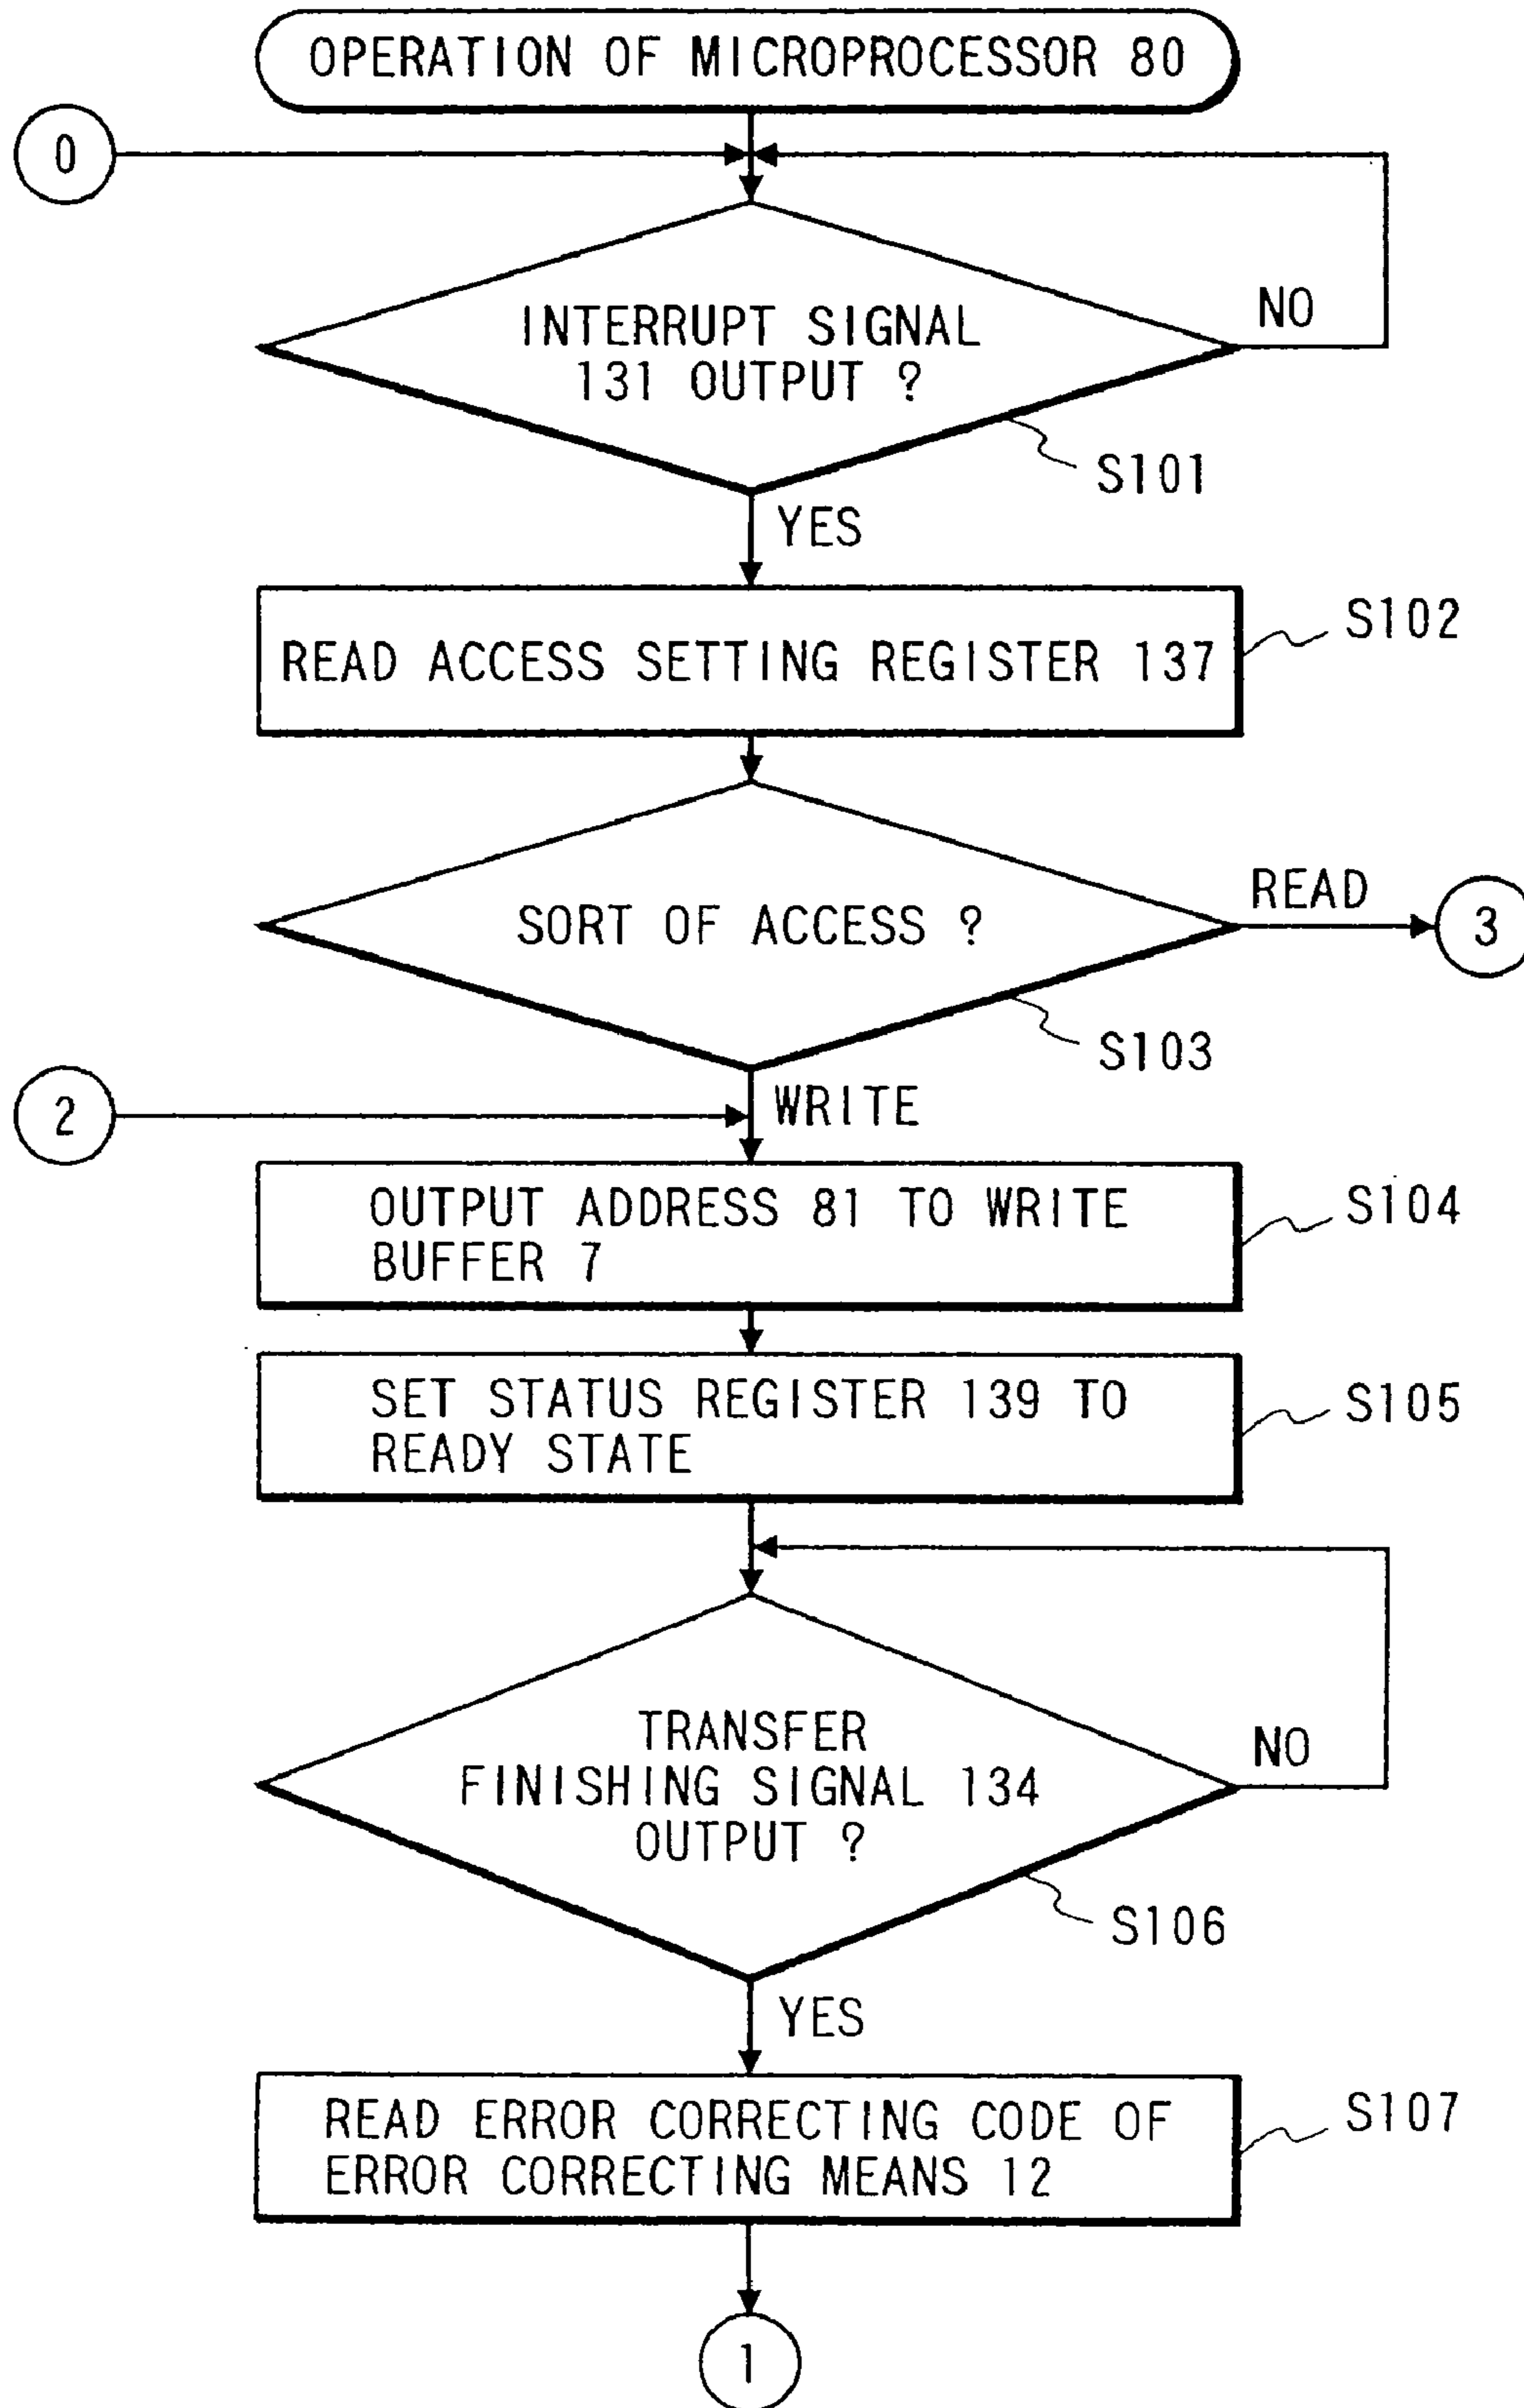 OPERATION OF MICROPROCESSOR 80
0
INTERRUPT SIGNAL
131 OUTPUT ?
NO
S101
YES
READ ACCESS SETTING REGISTER 137
S102
SORT OF ACCESS ?
READ
3
S103
2
WRITE
OUTPUT ADDRESS 81 TO WRITE
BUFFER 7
S104
SET STATUS REGISTER 139 TO
READY STATE
S105
TRANSFER
FINISHING SIGNAL 134
OUTPUT ?
NO
S106
YES
READ ERROR CORRECTING CODE OF
ERROR CORRECTING MEANS 12
S107
1